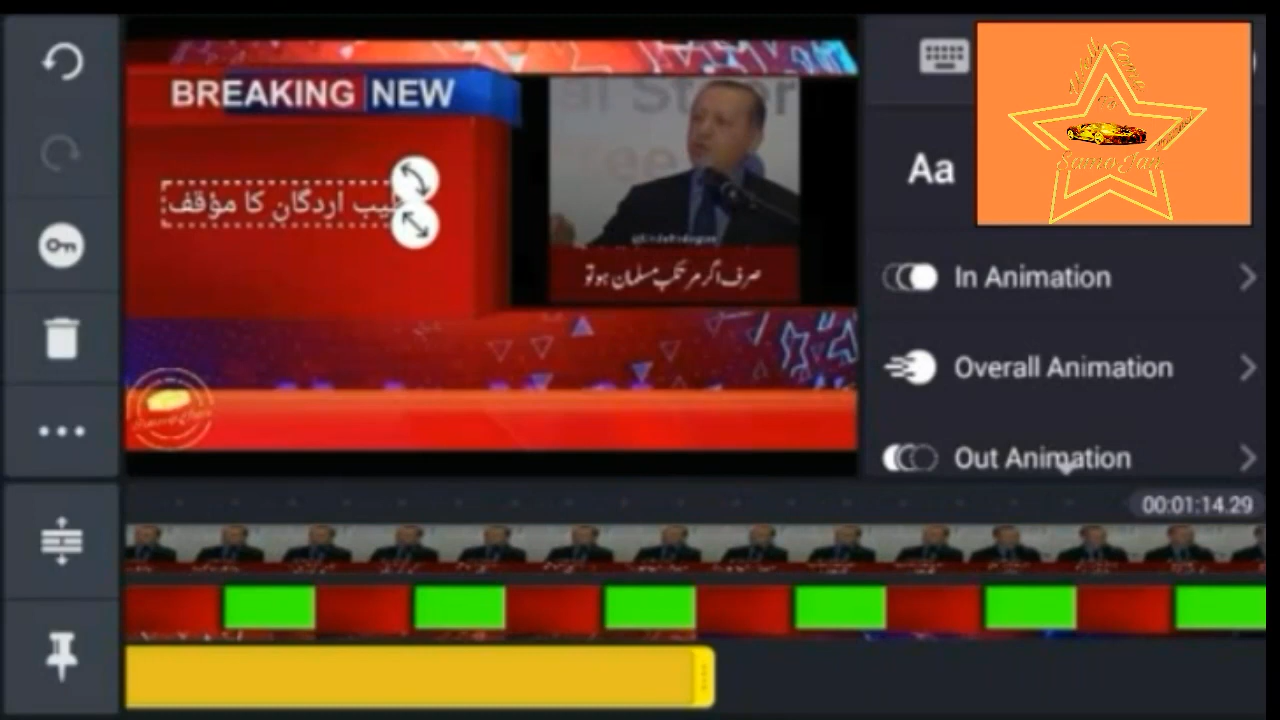 BREAKING NEW
یب اردگان کا مؤقف:
صرف اگر مرتکب مسلمان ہو تو
Aa
SamoJan
In Animation
Overall Animation
Out Animation
00:01:14.29